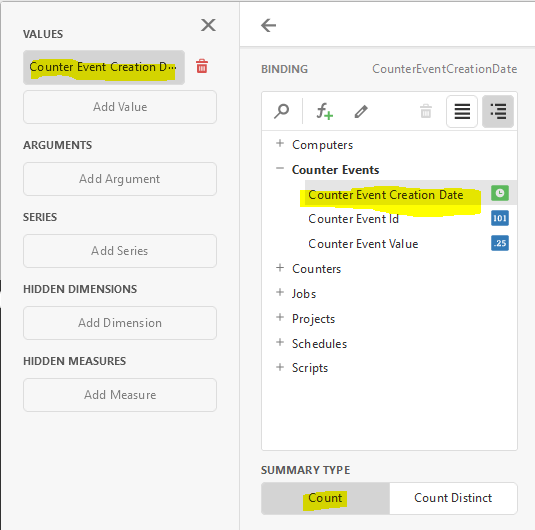 VALUES
Counter Event Creation D···
Add Value
ARGUMENTS
Add Argument
SERIES
Add Series
HIDDEN DIMENSIONS
Add Dimension
HIDDEN MEASURES
Add Measure
BINDING CounterEventCreationDate
Computers
Counter Events
Counter Event Creation Date
Counter Event Id 101
Counter Event Value .25
Counters
Jobs
Projects
Schedules
Scripts
SUMMARY TYPE
Count Count Distinct